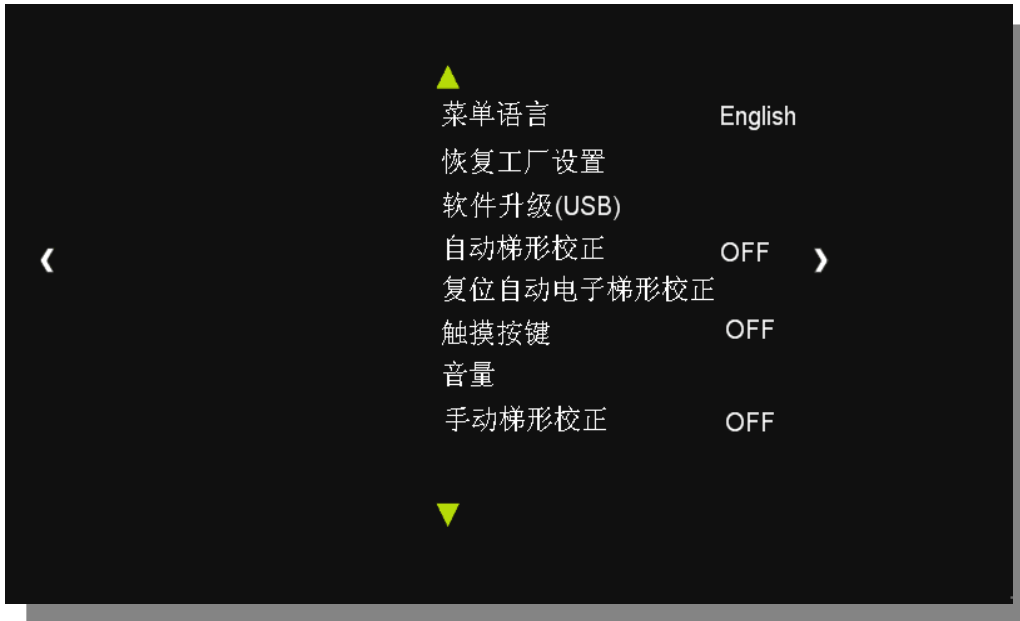 菜单语言 English
恢复工厂设置
软件升级(USB)
自动梯形校正 OFF
复位自动电子梯形校正
触摸按键 OFF
音量
手动梯形校正 OFF